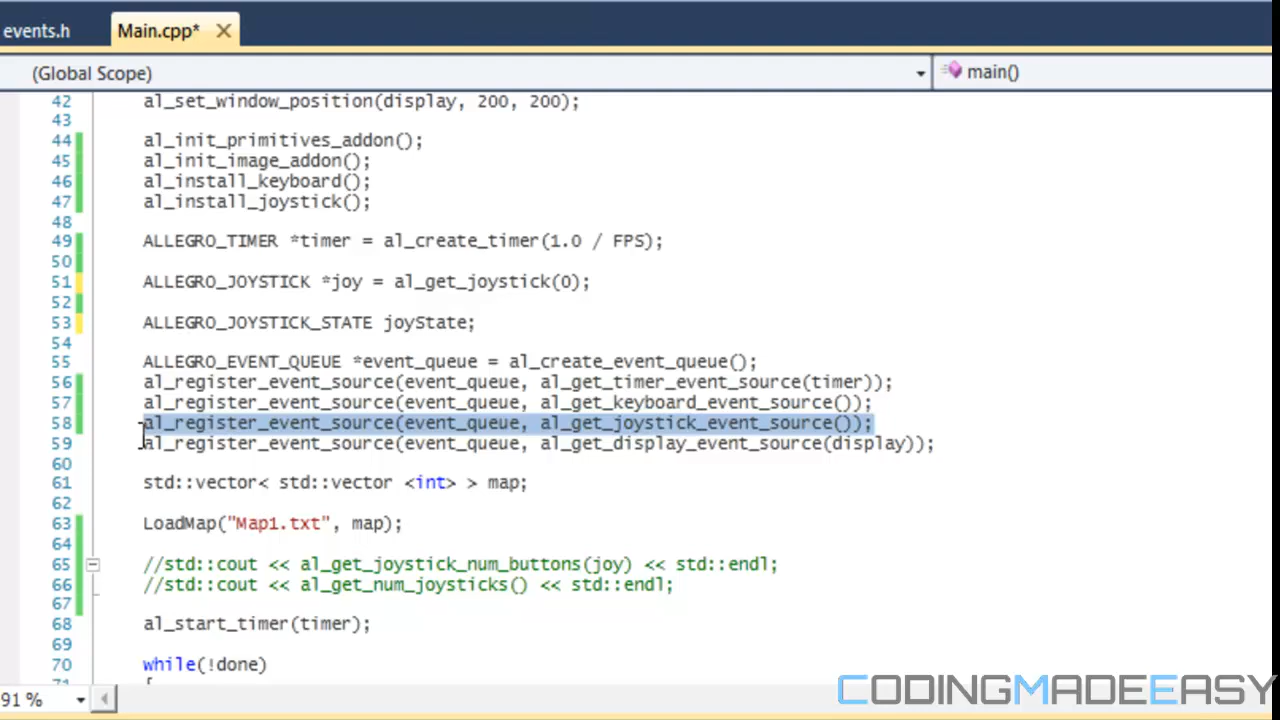 events.h Main.cpp*
(Global Scope) main()
42 al_set_window_position(display, 200, 200);
43
44 al_init_primitives_addon();
45 al_init_image_addon();
46 al_install_keyboard();
47 al_install_joystick();
48
49 ALLEGRO_TIMER *timer = al_create_timer(1.0 / FPS);
50
51 ALLEGRO_JOYSTICK *joy = al_get_joystick(0);
52
53 ALLEGRO_JOYSTICK_STATE joyState;
54
55 ALLEGRO_EVENT_QUEUE *event_queue = al_create_event_queue();
56 al_register_event_source(event_queue, al_get_timer_event_source(timer));
57 al_register_event_source(event_queue, al_get_keyboard_event_source());
58 al_register_event_source(event_queue, al_get_joystick_event_source());
59 al_register_event_source(event_queue, al_get_display_event_source(display));
60
61 std::vector< std::vector <int> > map;
62
63 LoadMap("Map1.txt", map);
64
65 //std::cout << al_get_joystick_num_buttons(joy) << std::endl;
66 //std::cout << al_get_num_joysticks() << std::endl;
67
68 al_start_timer(timer);
69
70 while(!done)
71 {
91 %
CODINGMADEEASY